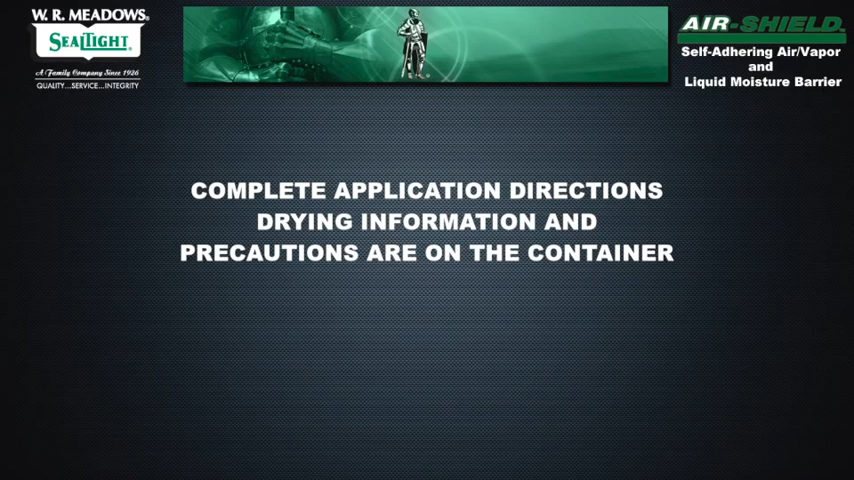 W. R. MEADOWS®
SEALTIGHT®
A Family Company Since 1926
QUALITY...SERVICE...INTEGRITY
AIR-SHIELD™
Self-Adhering Air/Vapor
and
Liquid Moisture Barrier
COMPLETE APPLICATION DIRECTIONS
DRYING INFORMATION AND
PRECAUTIONS ARE ON THE CONTAINER